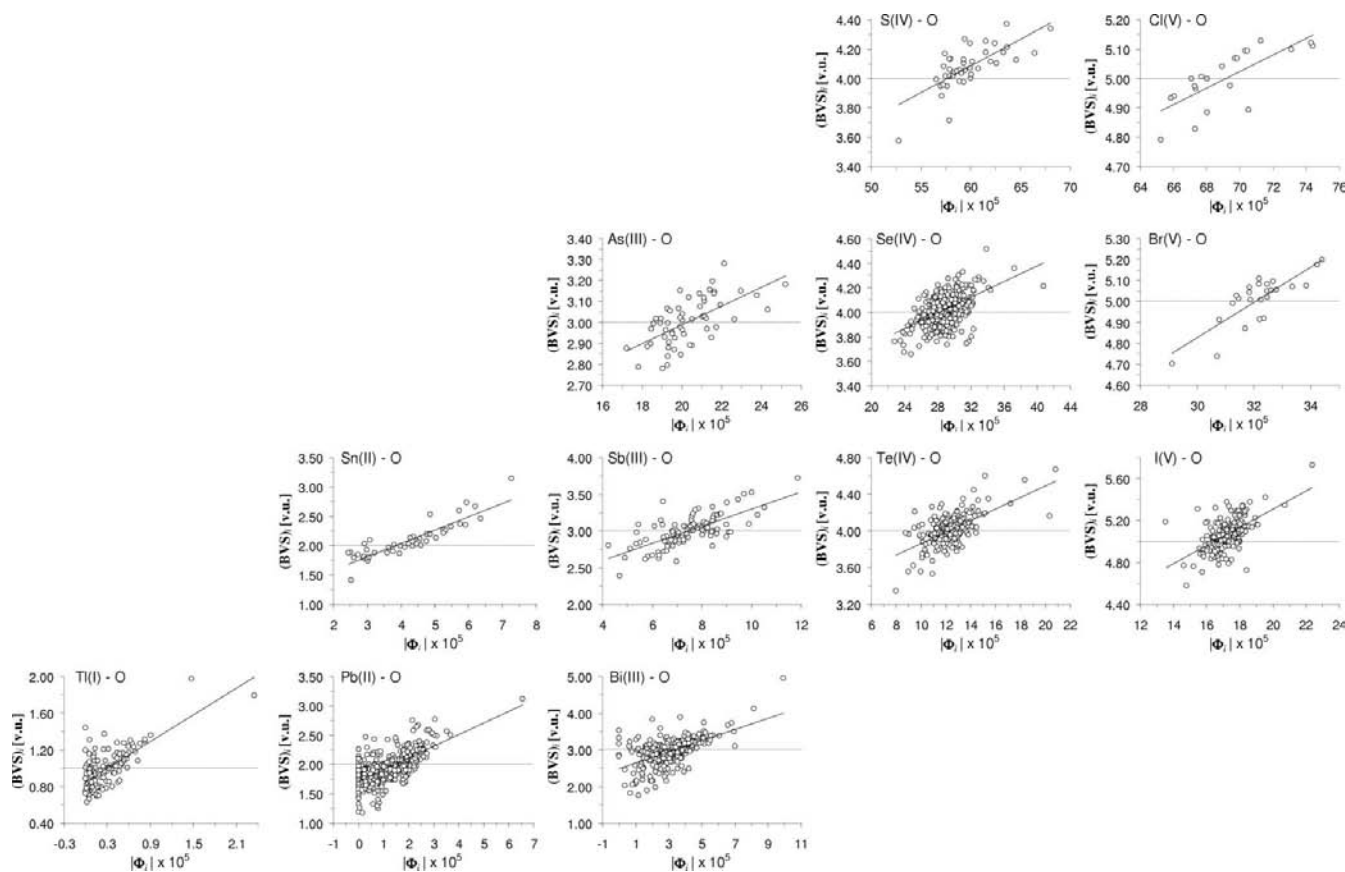 S(IV) - O
(BVS)i [v.u.]
4.40
4.20
4.00
3.80
3.60
3.40
50 55 60 65 70
|Φi| x 10^5
Cl(V) - O
(BVS)i [v.u.]
5.20
5.10
5.00
4.90
4.80
4.70
64 66 68 70 72 74 76
|Φi| x 10^5
As(III) - O
(BVS)i [v.u.]
3.40
3.30
3.20
3.10
3.00
2.90
2.80
2.70
16 18 20 22 24 26
|Φi| x 10^5
Se(IV) - O
(BVS)i [v.u.]
4.60
4.40
4.20
4.00
3.80
3.60
3.40
20 24 28 32 36 40 44
|Φi| x 10^5
Br(V) - O
(BVS)i [v.u.]
5.30
5.20
5.10
5.00
4.90
4.80
4.70
4.60
28 30 32 34
|Φi| x 10^5
Sn(II) - O
(BVS)i [v.u.]
3.50
3.00
2.50
2.00
1.50
1.00
2 3 4 5 6 7 8
|Φi| x 10^5
Sb(III) - O
(BVS)i [v.u.]
4.00
3.50
3.00
2.50
2.00
4 6 8 10 12
|Φi| x 10^5
Te(IV) - O
(BVS)i [v.u.]
4.80
4.40
4.00
3.60
3.20
6 8 10 12 14 16 18 20 22
|Φi| x 10^5
I(V) - O
(BVS)i [v.u.]
5.80
5.60
5.40
5.20
5.00
4.80
4.60
4.40
12 14 16 18 20 22 24
|Φi| x 10^5
Tl(I) - O
(BVS)i [v.u.]
2.00
1.60
1.20
0.80
0.40
-0.3 0.3 0.9 1.5 2.1
|Φi| x 10^5
Pb(II) - O
(BVS)i [v.u.]
3.50
3.00
2.50
2.00
1.50
1.00
-1 0 1 2 3 4 5 6 7
|Φi| x 10^5
Bi(III) - O
(BVS)i [v.u.]
5.00
4.00
3.00
2.00
1.00
-1 1 3 5 7 9 11
|Φi| x 10^5